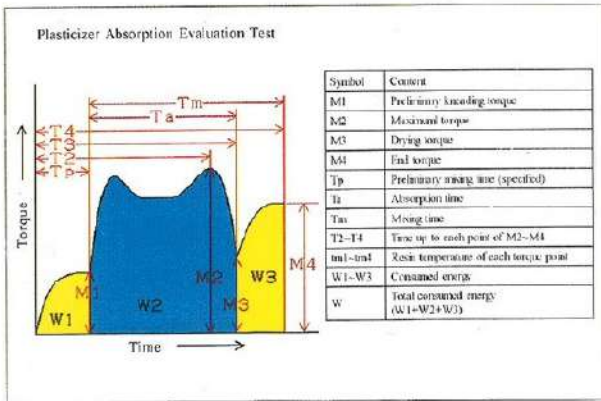 Plasticizer Absorption Evaluation Test
Tm
Ta
T4
T3
T2
Tp
Torque
M1
M2
M3
M4
W1
W2
W3
Time
Symbol Content
M1 Preliminary kneading torque
M2 Maximum torque
M3 Drying torque
M4 End torque
Tp Preliminary mixing time (specified)
Ta Absorption time
Tm Mixing time
T2~T4 Time up to each point of M2~M4
tm1~tm4 Resin temperature of each torque point
W1~W3 Consumed energy
W Total consumed energy
(W1+W2+W3)